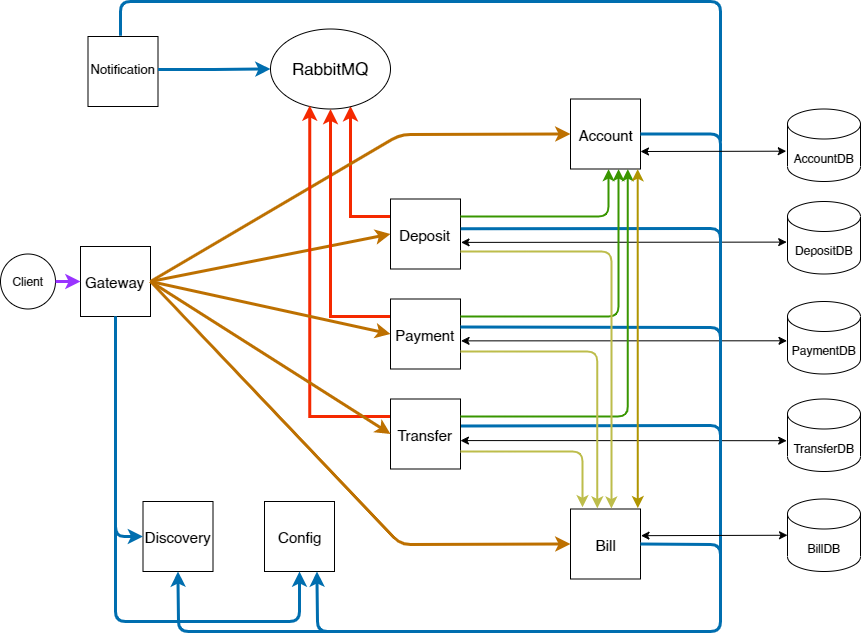 Notification
RabbitMQ
Account
AccountDB
Deposit
DepositDB
Client
Gateway
Payment
PaymentDB
Transfer
TransferDB
Discovery
Config
Bill
BillDB